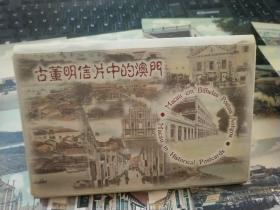 古董明信片中的澳門
Macau em Bilhetes Postais Antigos
Macau in Historical Postcards